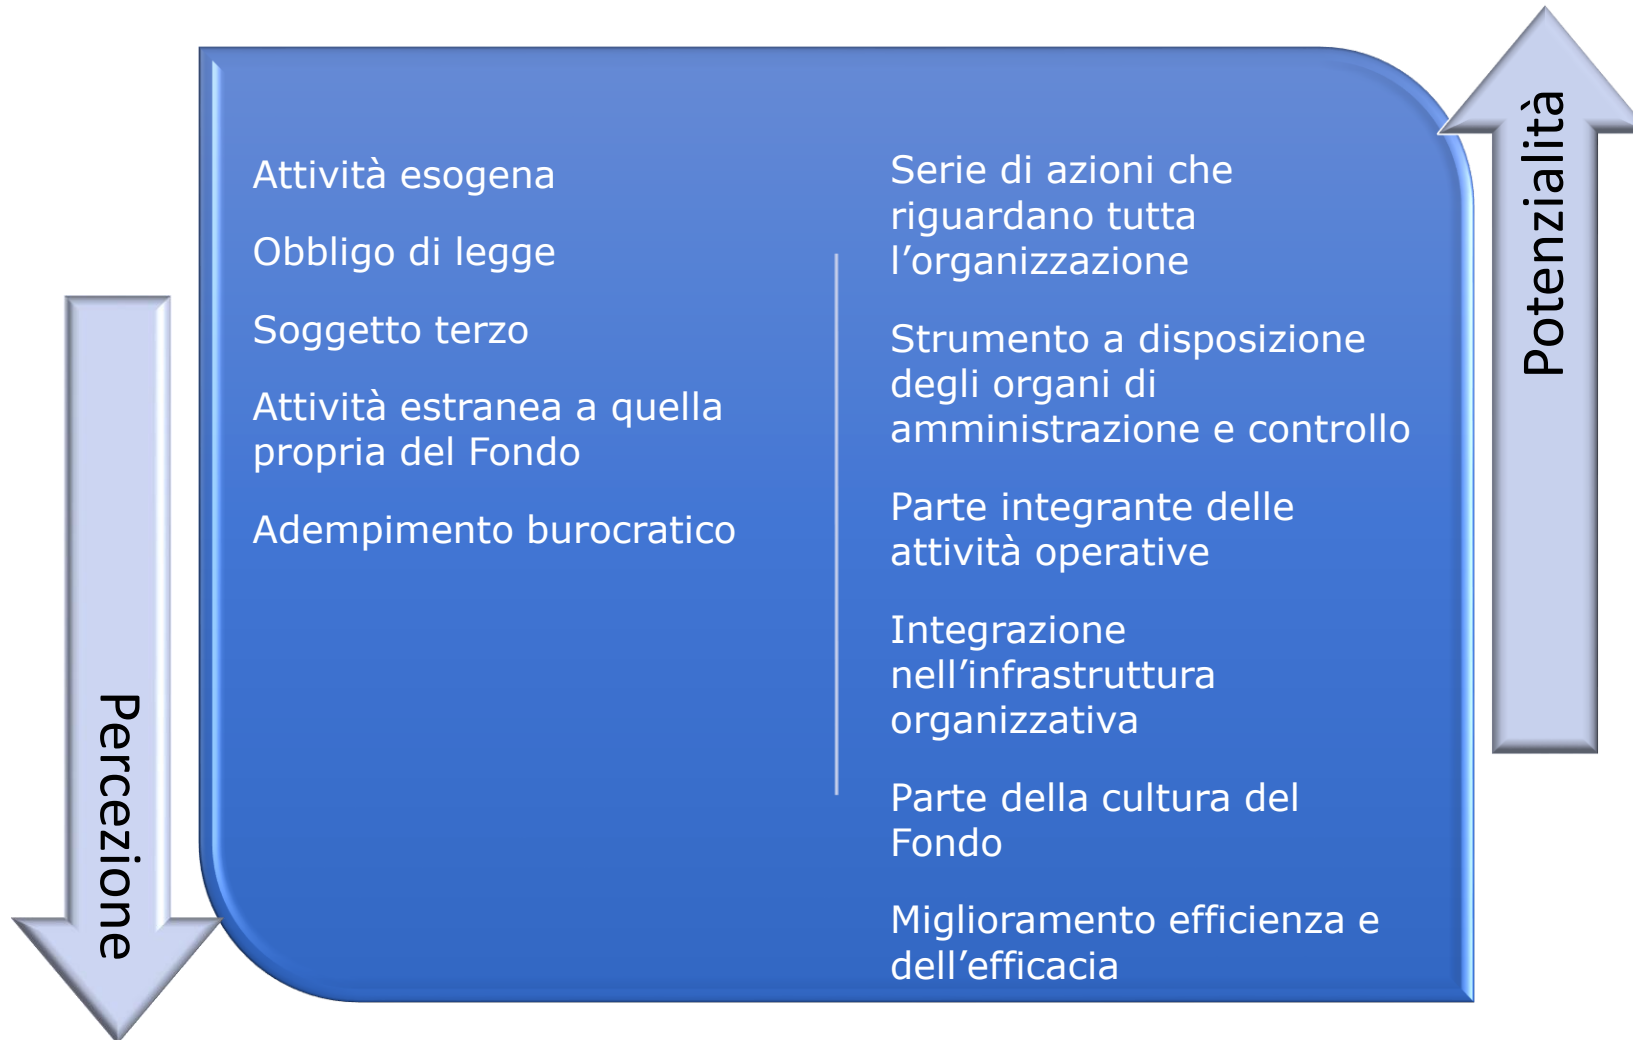 Percezione
Attività esogena
Obbligo di legge
Soggetto terzo
Attività estranea a quella
propria del Fondo
Adempimento burocratico
Serie di azioni che
riguardano tutta
l’organizzazione
Strumento a disposizione
degli organi di
amministrazione e controllo
Parte integrante delle
attività operative
Integrazione
nell’infrastruttura
organizzativa
Parte della cultura del
Fondo
Miglioramento efficienza e
dell’efficacia
Potenzialità